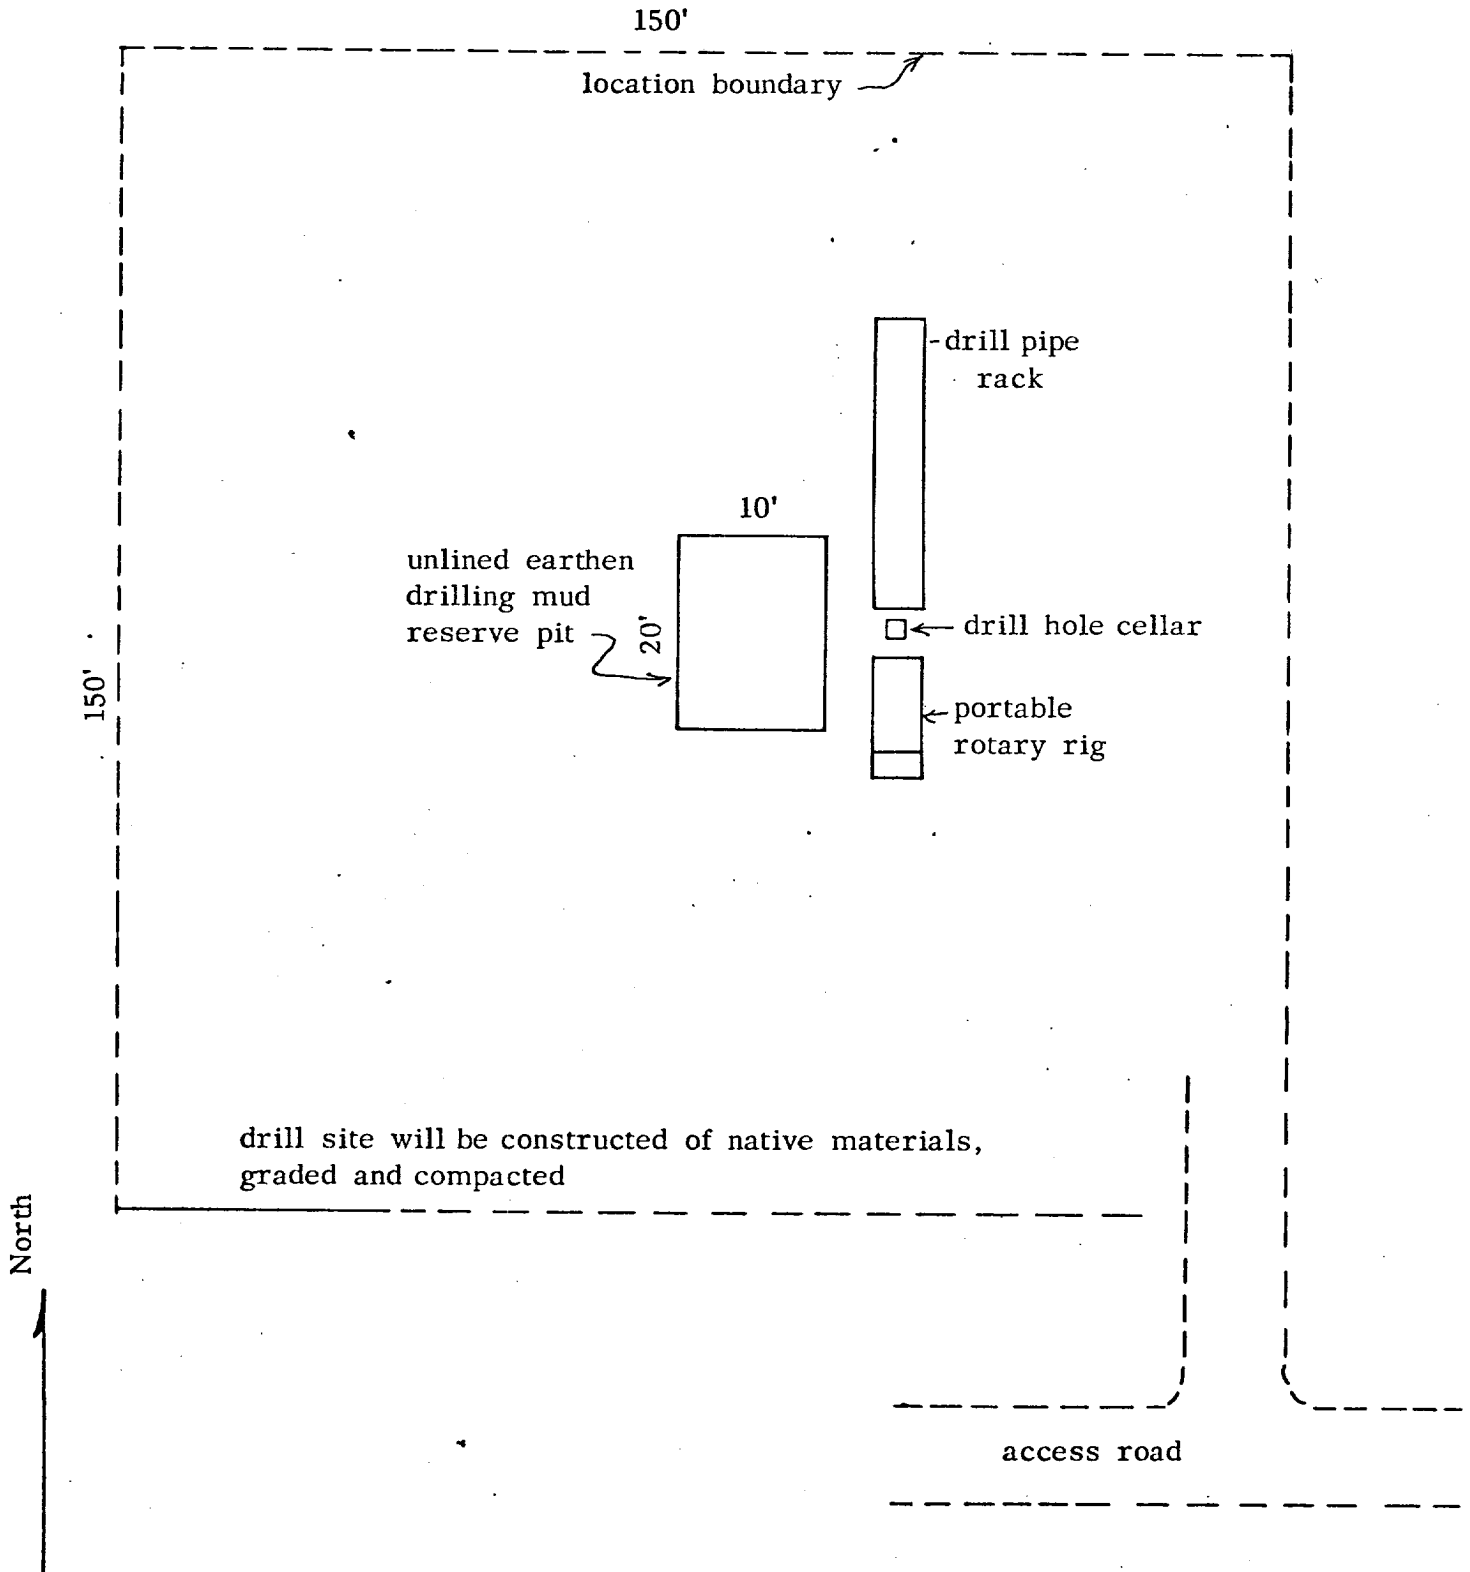 150'
location boundary
drill pipe
rack
10'
unlined earthen
drilling mud
reserve pit
20'
drill hole cellar
150'
portable
rotary rig
drill site will be constructed of native materials,
graded and compacted
North
access road